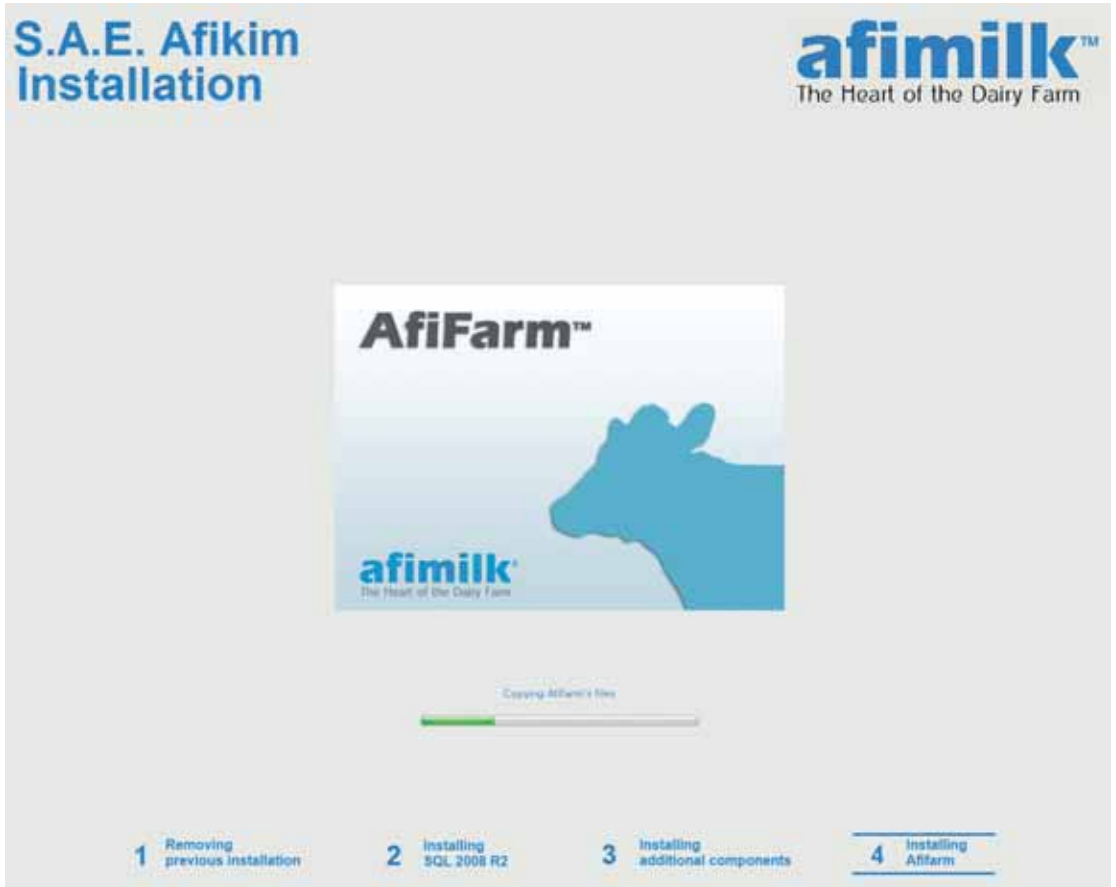 S.A.E. Afikim
Installation
afimilk™
The Heart of the Dairy Farm
AfiFarm™
afimilk
The Heart of the Dairy Farm
Copying Afifarm's files
1 Removing
previous installation
2 Installing
SQL 2008 R2
3 Installing
additional components
4 Installing
Afifarm